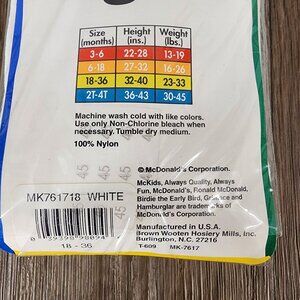 Size Height Weight
(months) (ins.) (lbs.)
3-6 22-28 13-19
6-18 27-32 16-26
18-36 32-40 23-33
2T-4T 36-43 30-45
Machine wash cold with like colors.
Use only Non-Chlorine bleach when
necessary. Tumble dry medium.
100% Nylon
© McDonald's Corporation.
McKids, Always Quality, Always
Fun, McDonald's, Ronald McDonald,
Birdie the Early Bird, Grimace and
Hamburglar are trademarks of
McDonald's Corporation.
MK761718 WHITE
18 - 36
Manufactured in U.S.A.
Brown Wooten Hosiery Mills, Inc.
Burlington, N.C. 27216
T-609 MK-7617